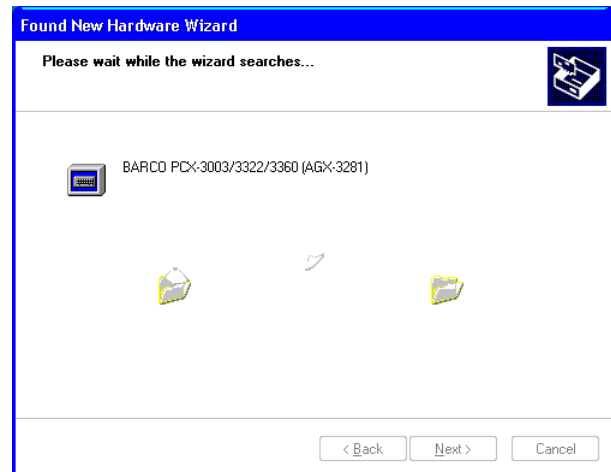 Found New Hardware Wizard
Please wait while the wizard searches...
BARCO PCX-3003/3322/3360 (AGX-3281)
< Back
Next >
Cancel